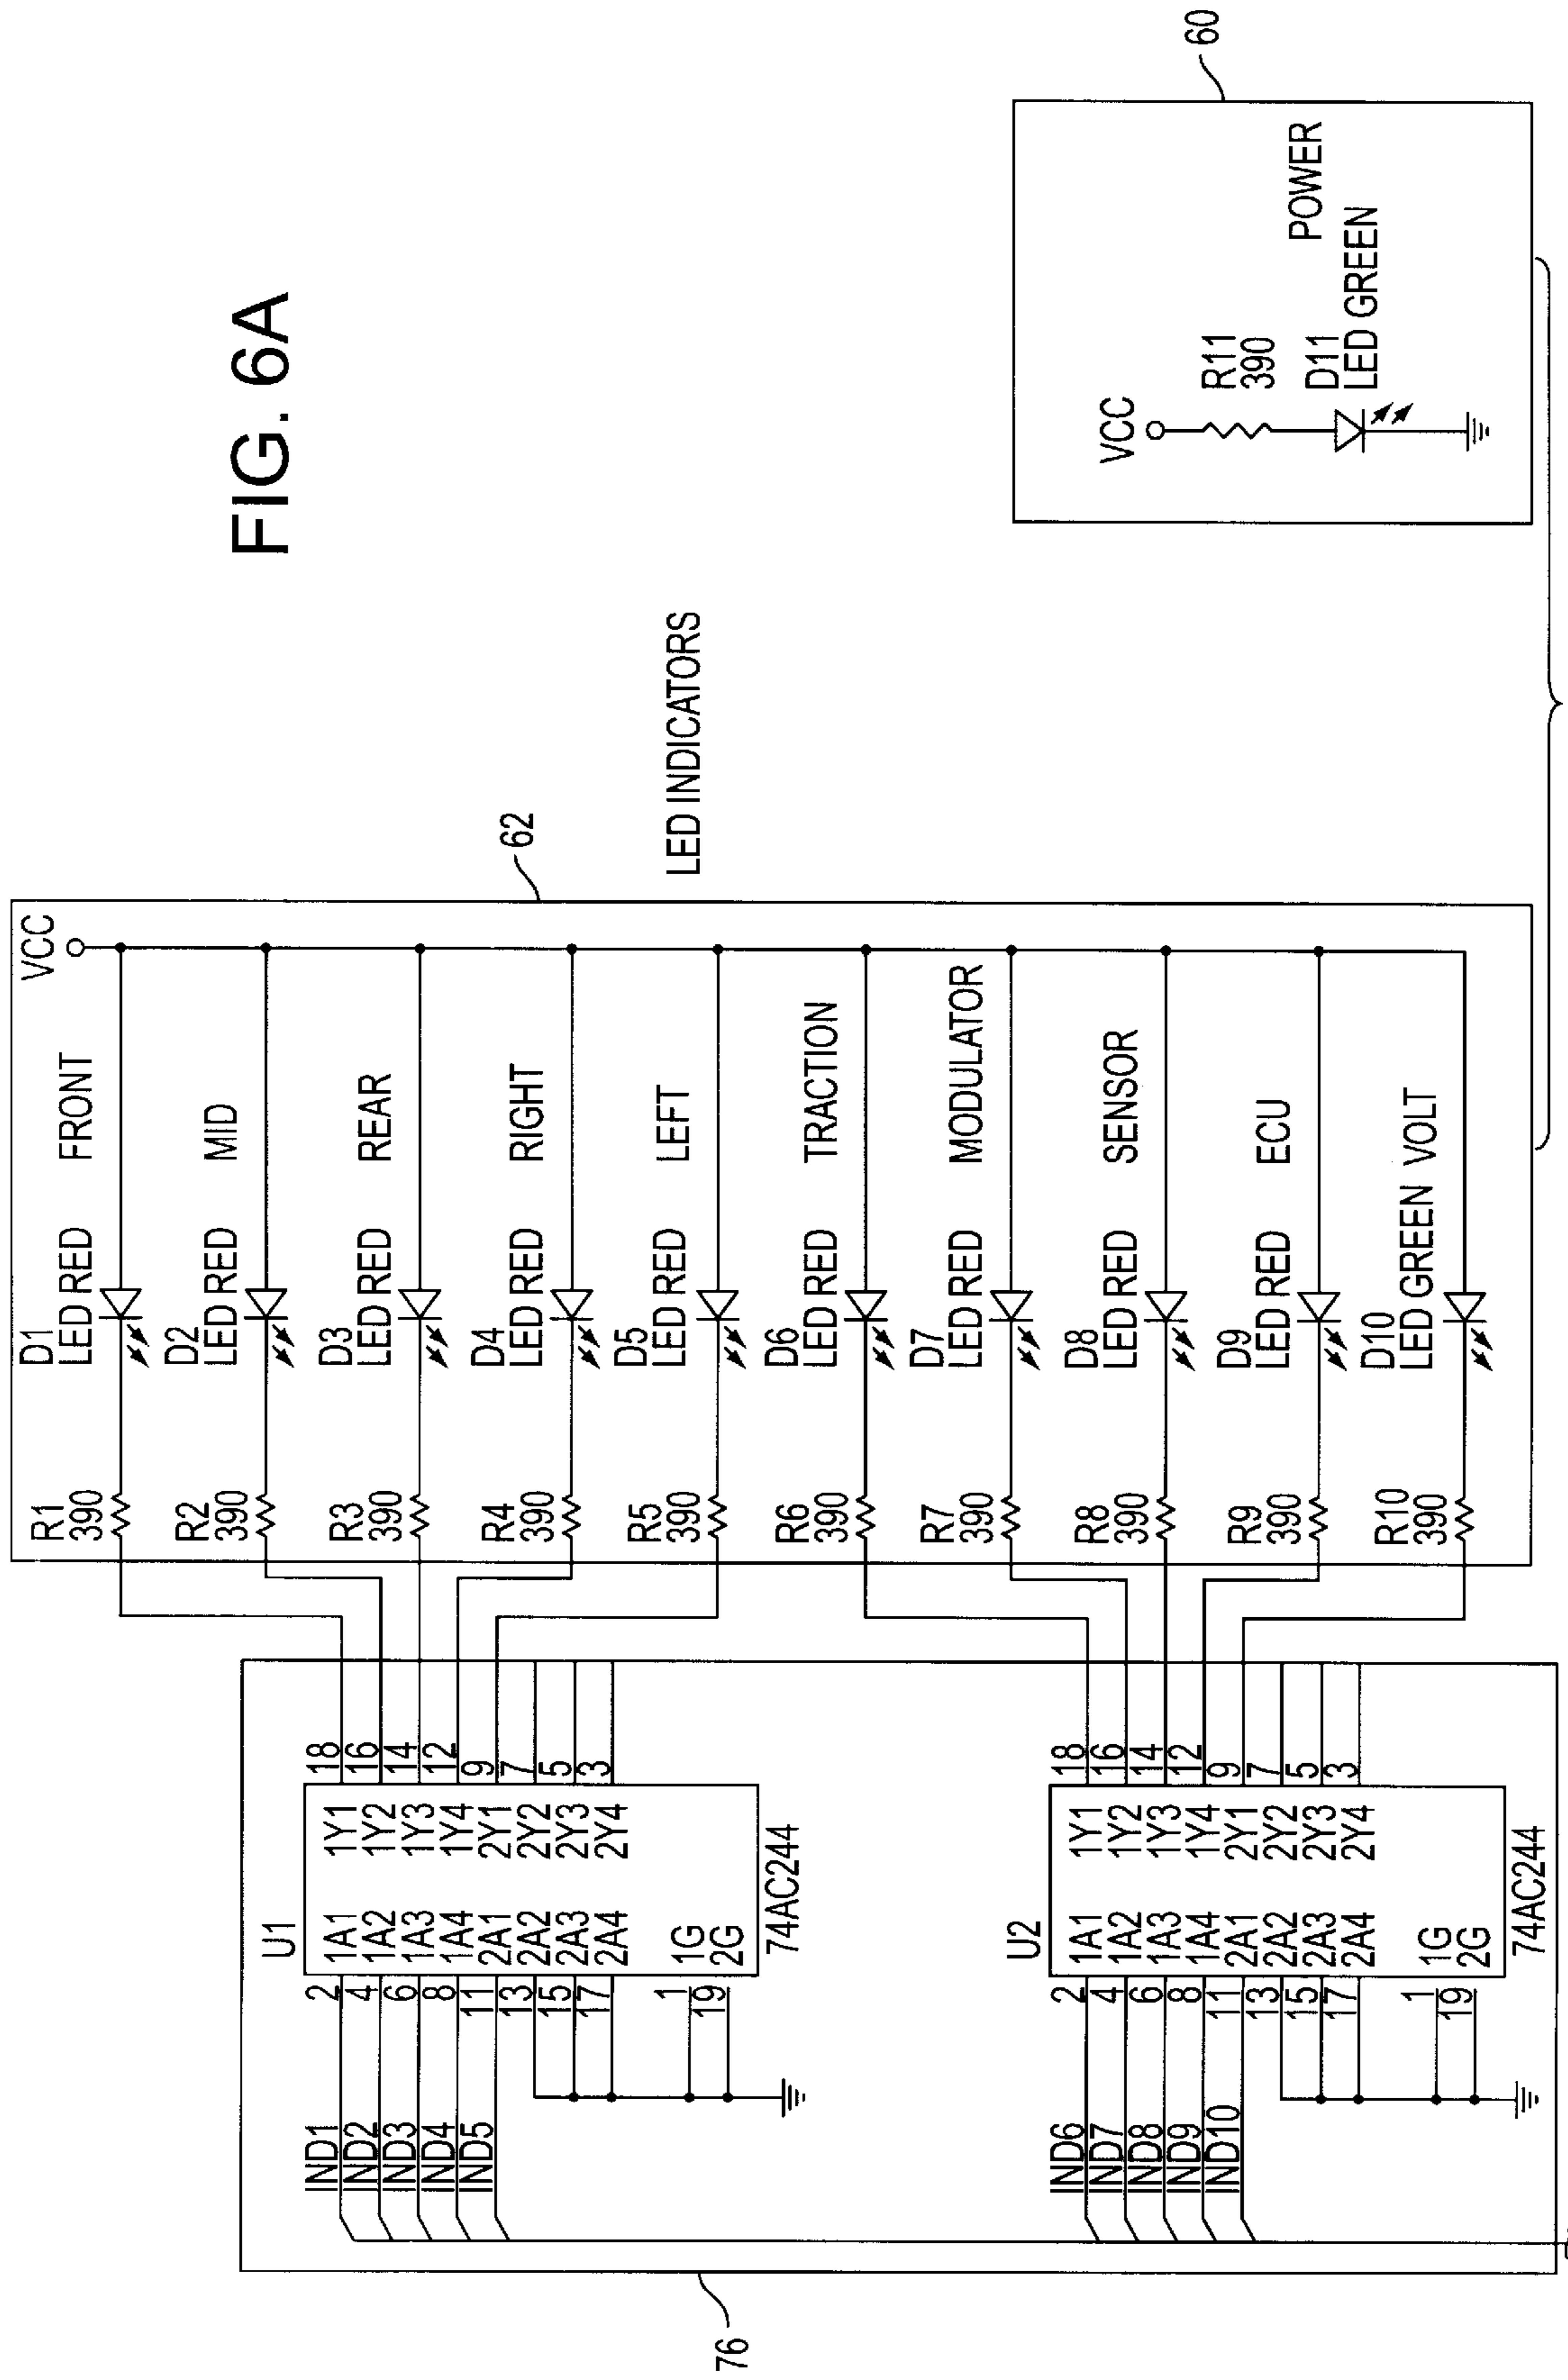 FIG. 6A
LED INDICATORS
62
VCC
D1
LED RED FRONT
R1
390
D2
LED RED MID
R2
390
D3
LED RED REAR
R3
390
D4
LED RED RIGHT
R4
390
D5
LED RED LEFT
R5
390
D6
LED RED TRACTION
R6
390
D7
LED RED MODULATOR
R7
390
D8
LED RED SENSOR
R8
390
D9
LED RED ECU
R9
390
D10
LED GREEN VOLT
R10
390
60
VCC
R11
390
D11
LED GREEN
POWER
76
U1
IND1 2 1A1 1Y1 18
IND2 4 1A2 1Y2 16
IND3 6 1A3 1Y3 14
IND4 8 1A4 1Y4 12
IND5 11 2A1 2Y1 9
13 2A2 2Y2 7
15 2A3 2Y3 5
17 2A4 2Y4 3
1 1G
19 2G
74AC244
U2
IND6 2 1A1 1Y1 18
IND7 4 1A2 1Y2 16
IND8 6 1A3 1Y3 14
IND9 8 1A4 1Y4 12
IND10 11 2A1 2Y1 9
13 2A2 2Y2 7
15 2A3 2Y3 5
17 2A4 2Y4 3
1 1G
19 2G
74AC244